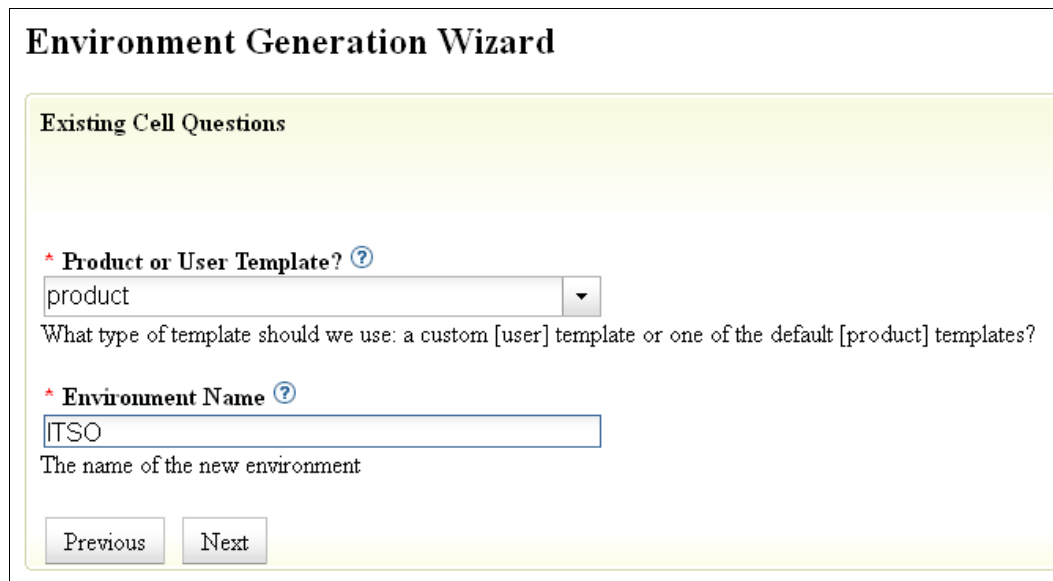 Environment Generation Wizard
Existing Cell Questions
* Product or User Template? ?
product
What type of template should we use: a custom [user] template or one of the default [product] templates?
* Environment Name ?
ITSO
The name of the new environment
Previous Next